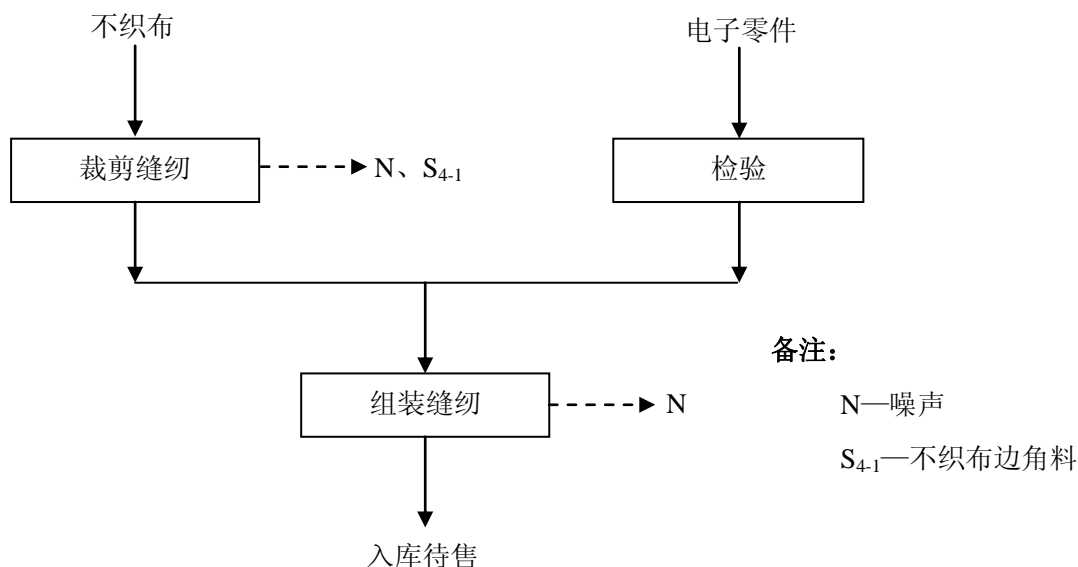 不织布
电子零件
裁剪缝纫
N、S4-1
检验
备注：
组装缝纫
N
N—噪声
S4-1—不织布边角料
入库待售